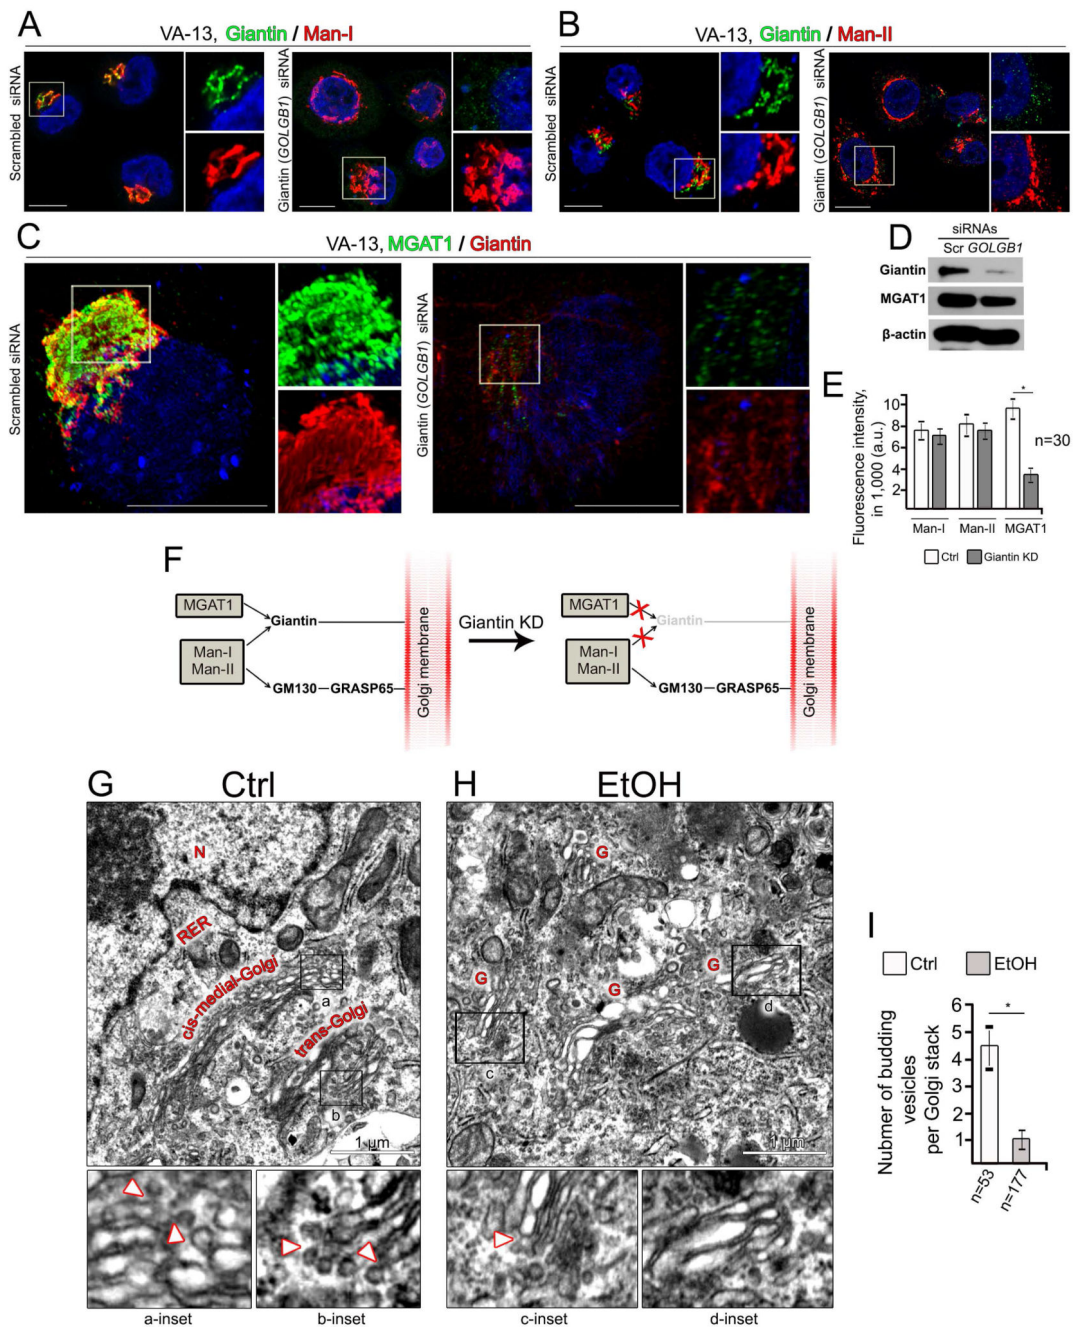 A
VA-13, Giantin / Man-I
Scrambled siRNA
Giantin (GOLGB1) siRNA
B
VA-13, Giantin / Man-II
Scrambled siRNA
Giantin (GOLGB1) siRNA
C
VA-13, MGAT1 / Giantin
Scrambled siRNA
Giantin (GOLGB1) siRNA
D
siRNAs
Scr GOLGB1
Giantin
MGAT1
β-actin
E
Fluorescence intensity,
in 1,000 (a.u.)
10
8
6
4
2
*
n=30
Man-I Man-II MGAT1
Ctrl Giantin KD
F
MGAT1
Giantin
Man-I
Man-II
GM130 GRASP65
Golgi membrane
Giantin KD
MGAT1
Giantin
Man-I
Man-II
GM130 GRASP65
Golgi membrane
G Ctrl
N
RER
cis-medial-Golgi
a
trans-Golgi
b
1 µm
a-inset b-inset
H EtOH
G
G
G
G
d
c
1 µm
c-inset d-inset
I
Ctrl EtOH
Nubmer of budding
vesicles
per Golgi stack
6
5
4
3
2
1
*
n=53
n=177